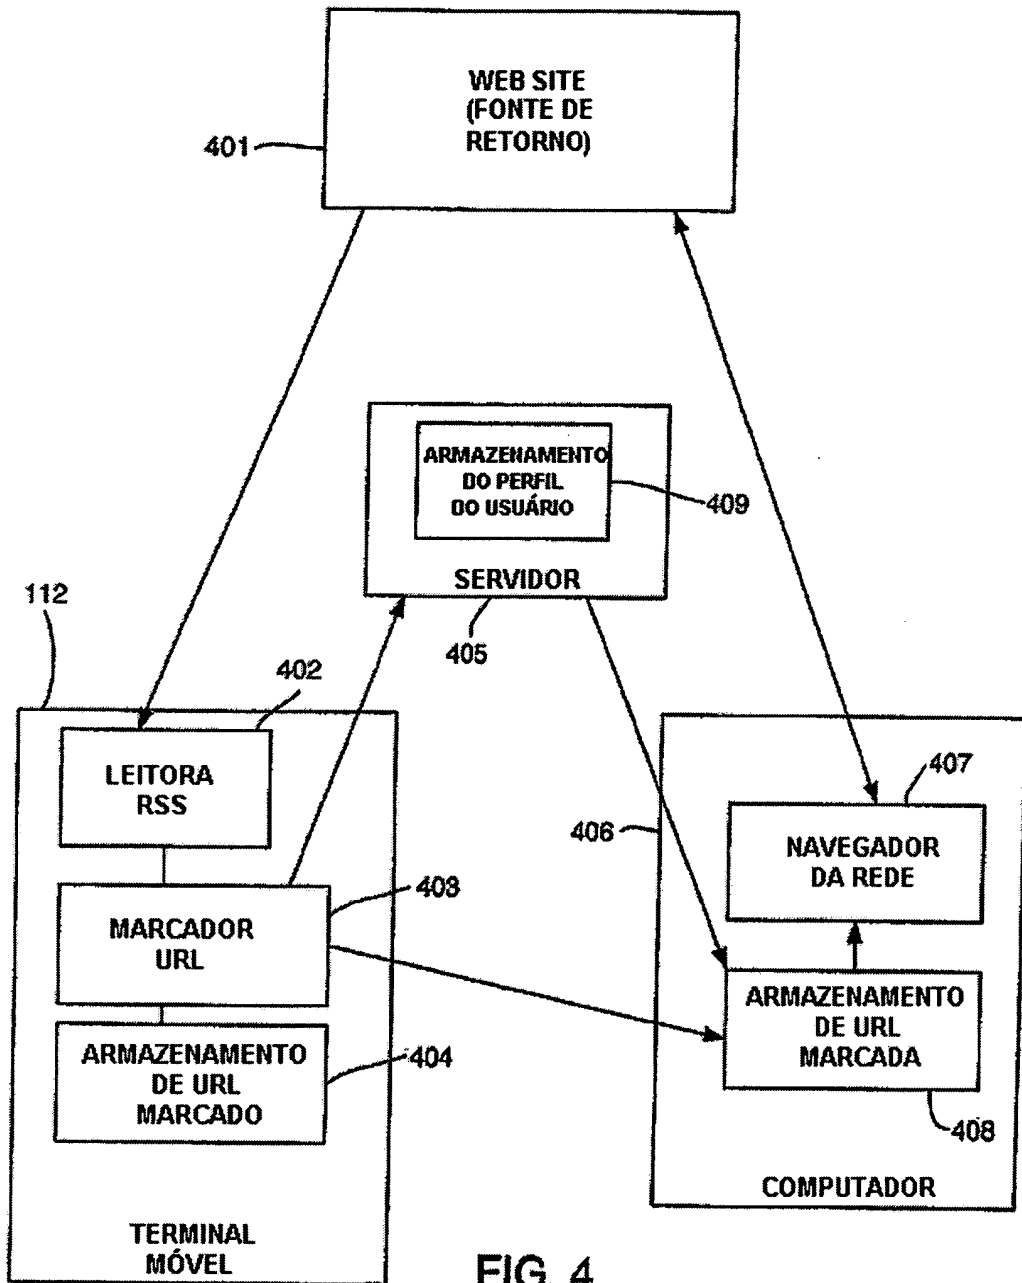 WEB SITE
(FONTE DE
RETORNO)
401
ARMAZENAMENTO
DO PERFIL
DO USUÁRIO
409
SERVIDOR
405
112
402
LEITORA
RSS
403
MARCADOR
URL
404
ARMAZENAMENTO
DE URL
MARCADO
TERMINAL
MÓVEL
406
407
NAVEGADOR
DA REDE
ARMAZENAMENTO
DE URL
MARCADA
408
COMPUTADOR
FIG. 4